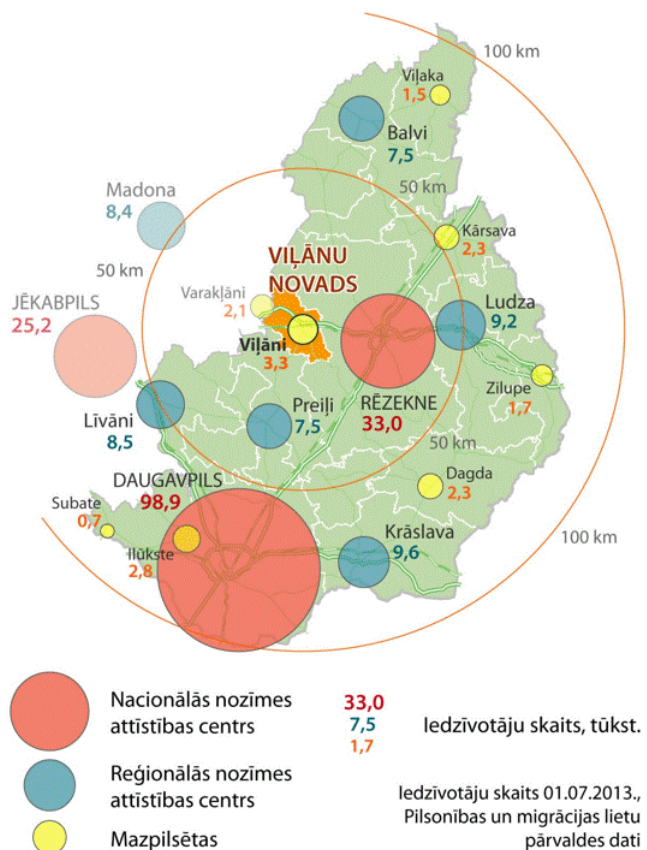 100 km
Viļaka
1,5
Balvi
7,5
50 km
Madona
8,4
Kārsava
2,3
VIĻĀNU
NOVADS
50 km
Varakļāni
2,1
Ludza
9,2
JĒKABPILS
25,2
Viļāni
3,3
Zilupe
1,7
Preiļi
7,5
RĒZEKNE
33,0
Līvāni
8,5
50 km
DAUGAVPILS
98,9
Dagda
2,3
Subate
0,7
Krāslava
9,6
100 km
Ilūkste
2,8
Nacionālās nozīmes
attīstības centrs
33,0
7,5
1,7
Iedzīvotāju skaits, tūkst.
Reģionālās nozīmes
attīstības centrs
Mazpilsētas
Iedzīvotāju skaits 01.07.2013.,
Pilsonības un migrācijas lietu
pārvaldes dati